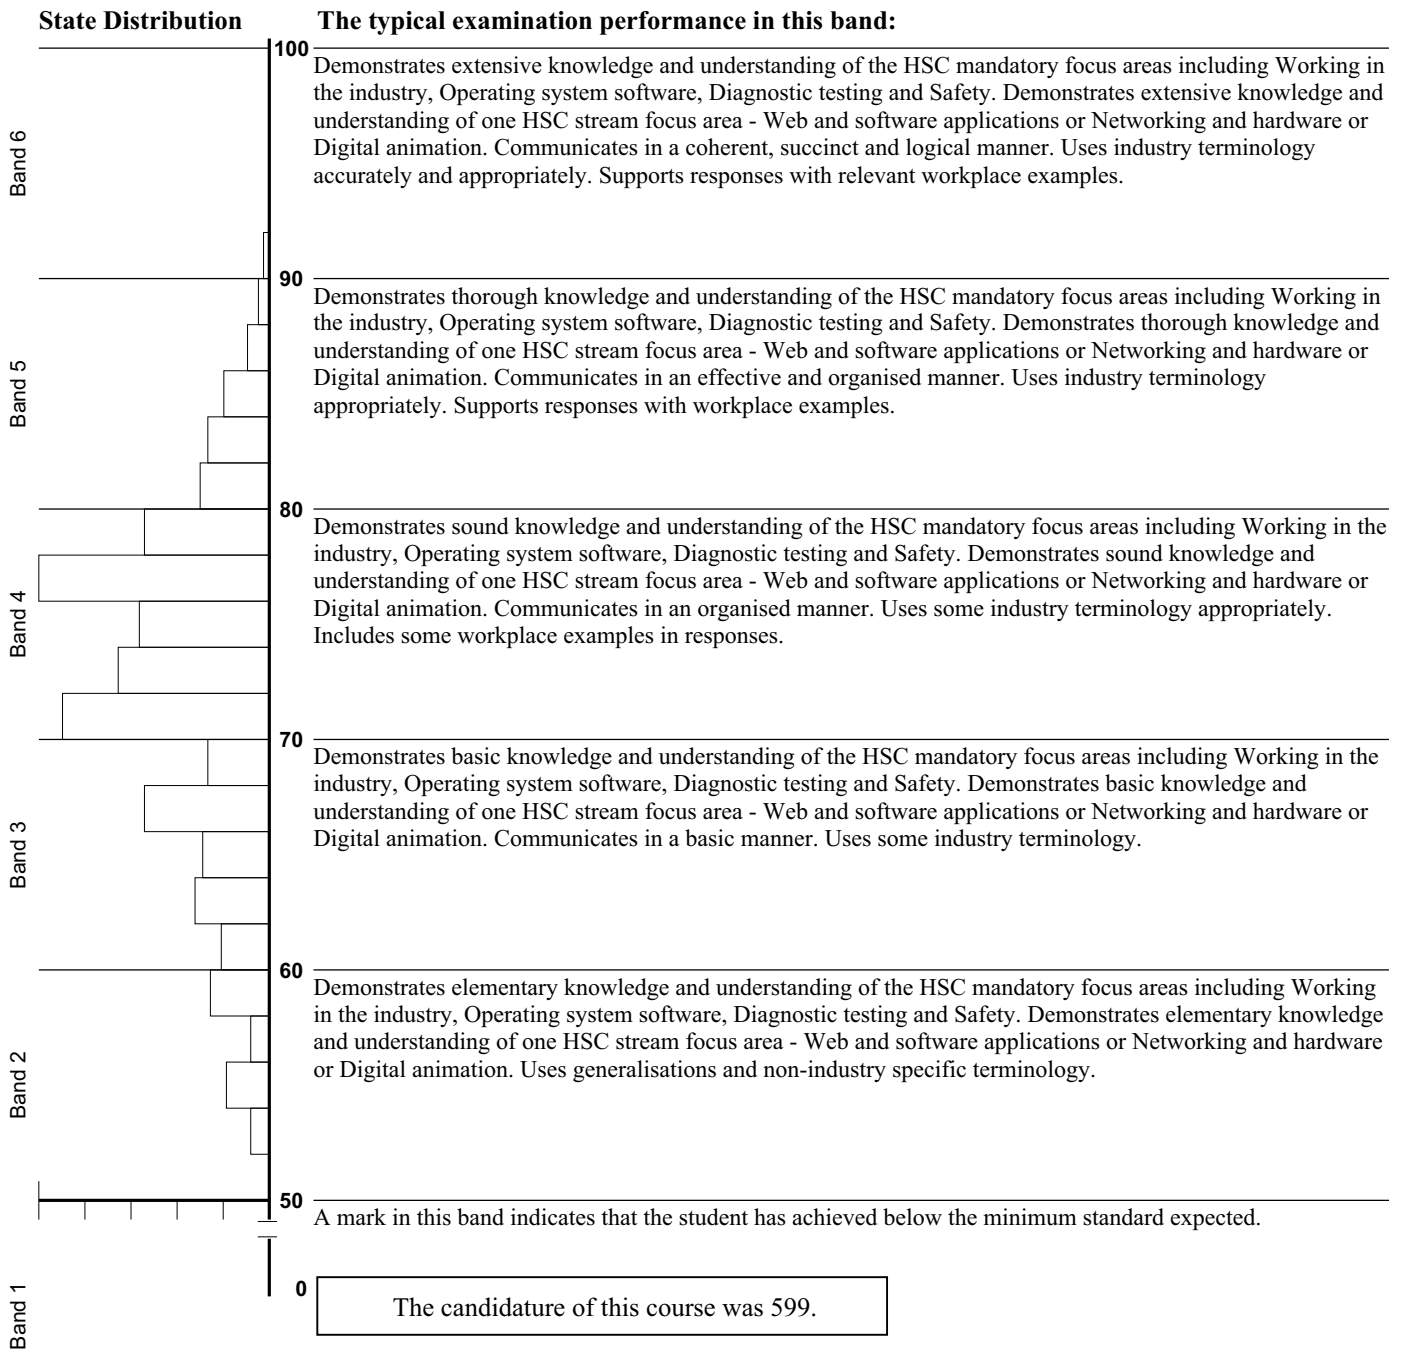 State Distribution
The typical examination performance in this band:
100
Demonstrates extensive knowledge and understanding of the HSC mandatory focus areas including Working in
the industry, Operating system software, Diagnostic testing and Safety. Demonstrates extensive knowledge and
understanding of one HSC stream focus area - Web and software applications or Networking and hardware or
Digital animation. Communicates in a coherent, succinct and logical manner. Uses industry terminology
accurately and appropriately. Supports responses with relevant workplace examples.
Band 6
90
Demonstrates thorough knowledge and understanding of the HSC mandatory focus areas including Working in
the industry, Operating system software, Diagnostic testing and Safety. Demonstrates thorough knowledge and
understanding of one HSC stream focus area - Web and software applications or Networking and hardware or
Digital animation. Communicates in an effective and organised manner. Uses industry terminology
appropriately. Supports responses with workplace examples.
Band 5
80
Demonstrates sound knowledge and understanding of the HSC mandatory focus areas including Working in the
industry, Operating system software, Diagnostic testing and Safety. Demonstrates sound knowledge and
understanding of one HSC stream focus area - Web and software applications or Networking and hardware or
Digital animation. Communicates in an organised manner. Uses some industry terminology appropriately.
Includes some workplace examples in responses.
Band 4
70
Demonstrates basic knowledge and understanding of the HSC mandatory focus areas including Working in the
industry, Operating system software, Diagnostic testing and Safety. Demonstrates basic knowledge and
understanding of one HSC stream focus area - Web and software applications or Networking and hardware or
Digital animation. Communicates in a basic manner. Uses some industry terminology.
Band 3
60
Demonstrates elementary knowledge and understanding of the HSC mandatory focus areas including Working
in the industry, Operating system software, Diagnostic testing and Safety. Demonstrates elementary knowledge
and understanding of one HSC stream focus area - Web and software applications or Networking and hardware
or Digital animation. Uses generalisations and non-industry specific terminology.
Band 2
50
A mark in this band indicates that the student has achieved below the minimum standard expected.
0
The candidature of this course was 599.
Band 1